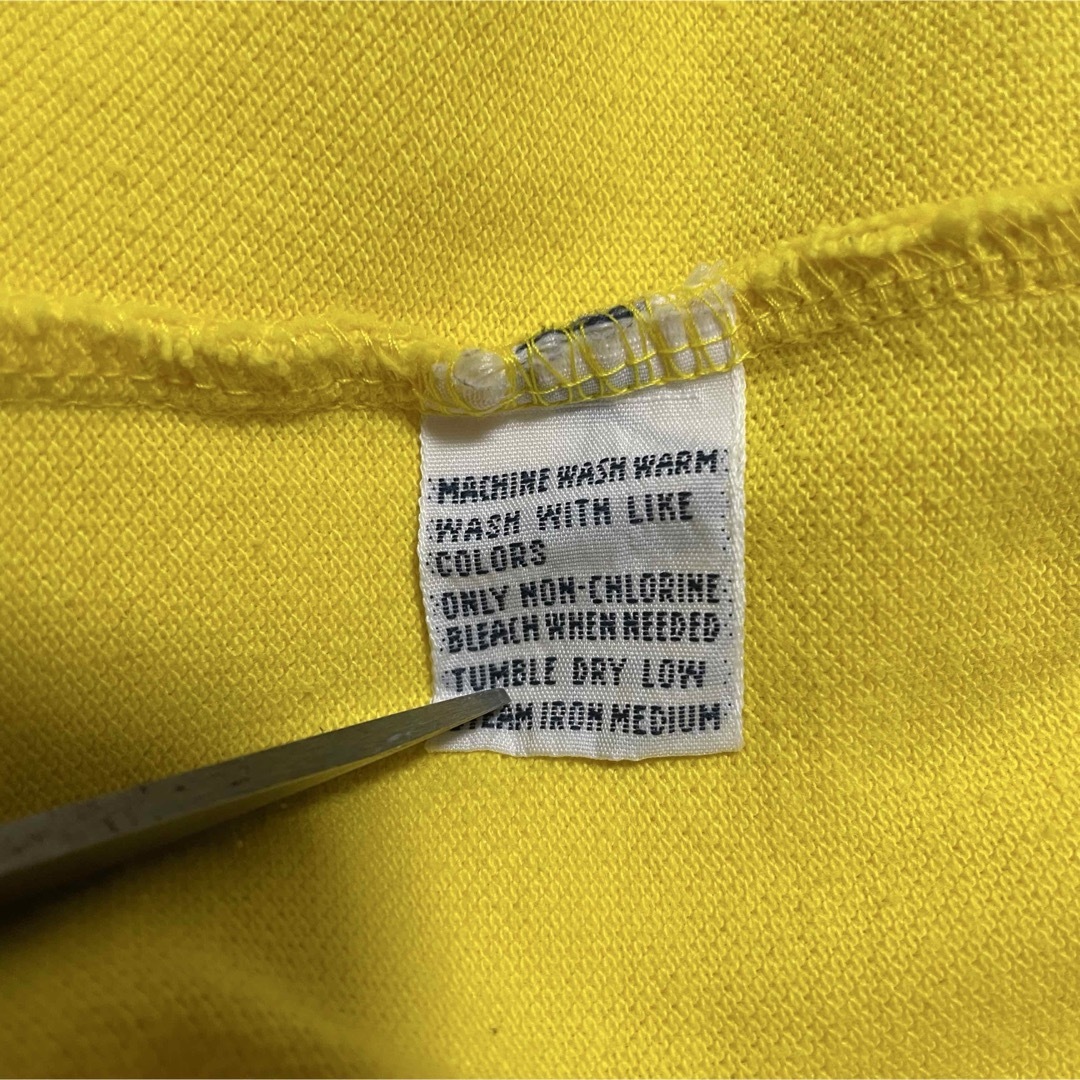 MACHINE WASH WARM
WASH WITH LIKE
COLORS
ONLY NON-CHLORINE
BLEACH WHEN NEEDED
TUMBLE DRY LOW
STEAM IRON MEDIUM